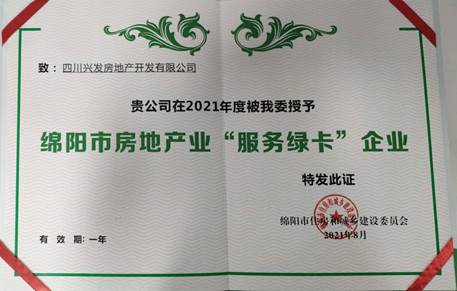 致：四川兴发房地产开发有限公司
贵公司在2021年度被我委授予
绵阳市房地产业“服务绿卡”企业
特发此证
绵阳市住房和城乡建设委员会
2021年8月
有效期:一年